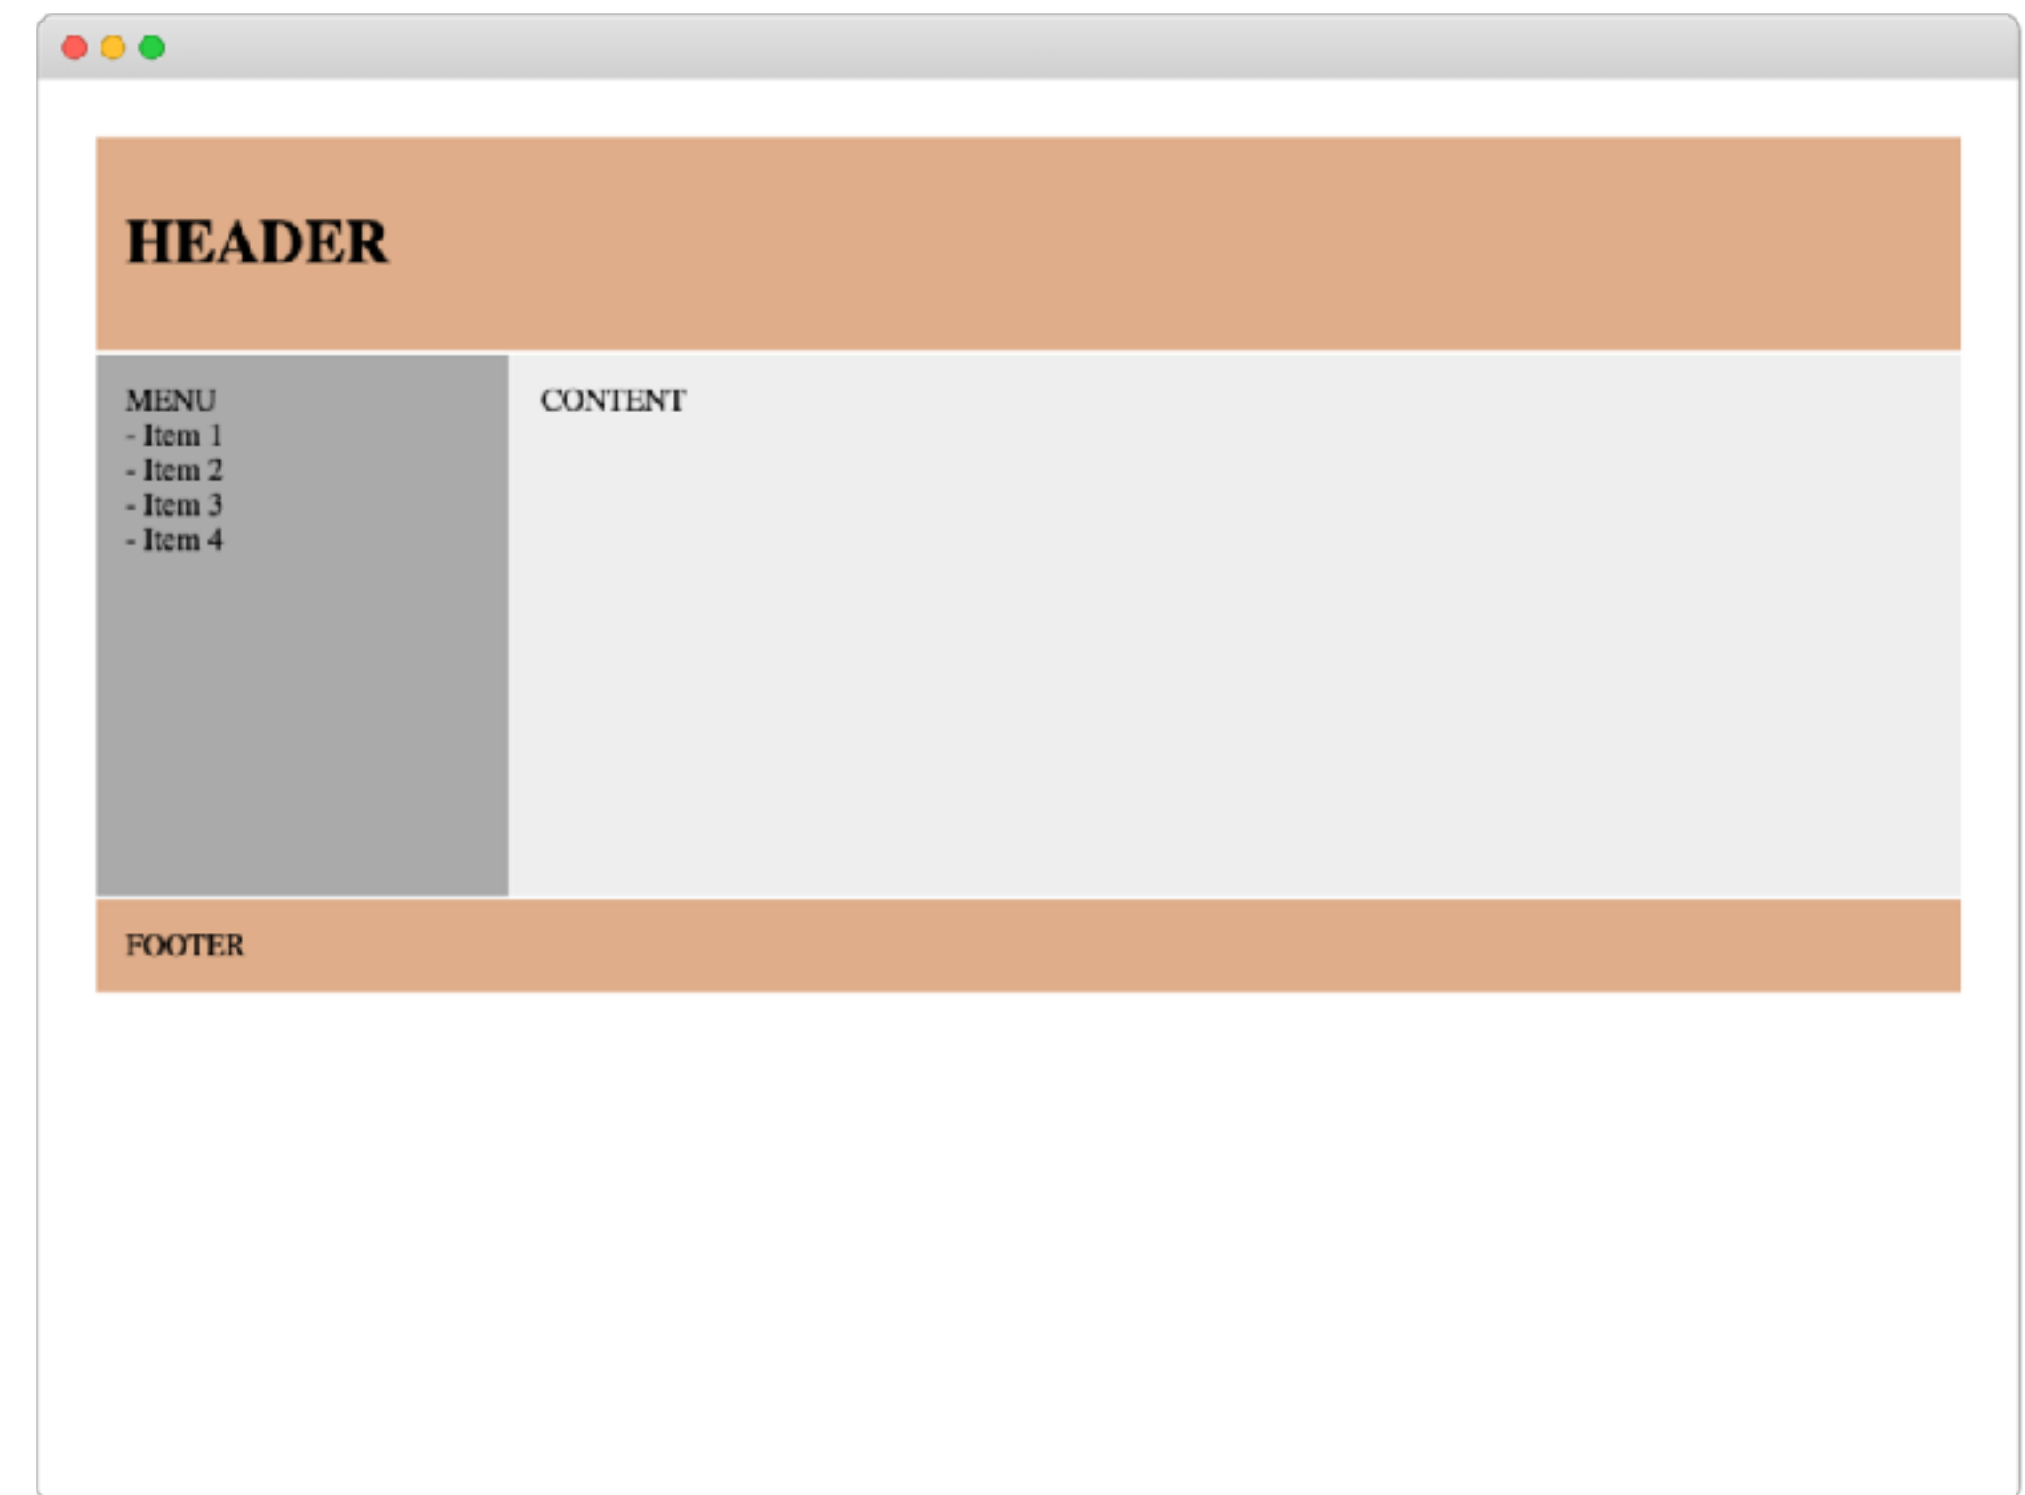 HEADER
MENU
- Item 1
- Item 2
- Item 3
- Item 4
CONTENT
FOOTER